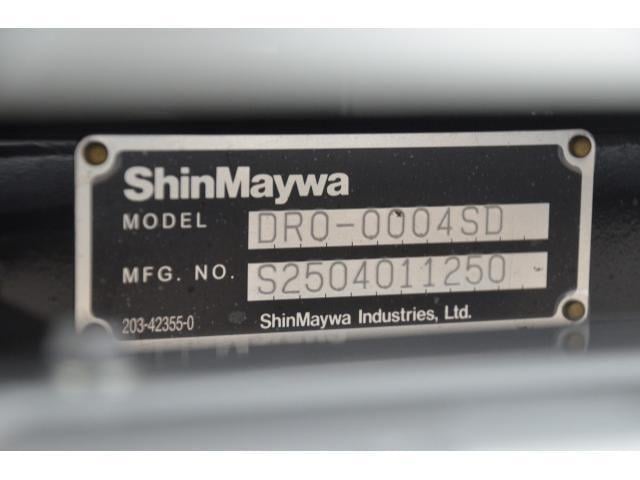 ShinMaywa
MODEL DR0-0004SD
MFG. NO. S2504011250
203-42355-0 ShinMaywa Industries, Ltd.